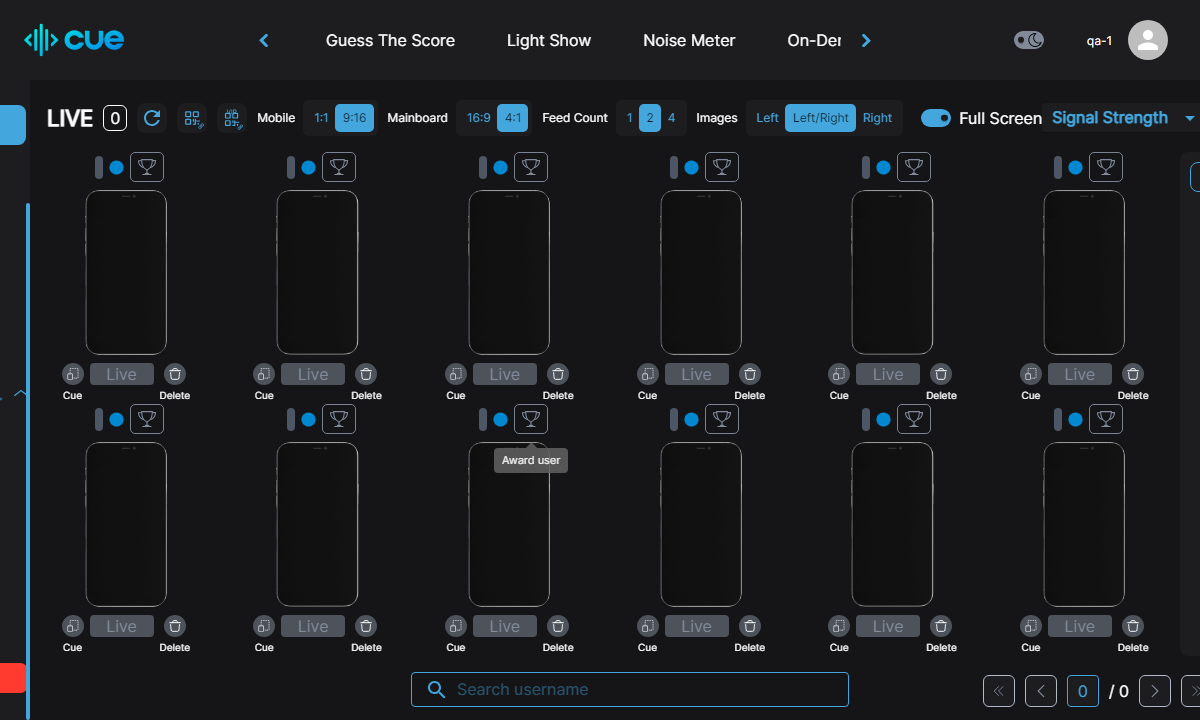 cue
Guess The Score
Light Show
Noise Meter
On-Der
qa-1
LIVE 0
Mobile 1:1 9:16
Mainboard 16:9 4:1
Feed Count 1 2 4
Images Left Left/Right Right
Full Screen
Signal Strength
Live Live Live Live Live Live
Cue Delete Cue Delete Cue Delete Cue Delete Cue Delete Cue Delete
Award user
Live Live Live Live Live Live
Cue Delete Cue Delete Cue Delete Cue Delete Cue Delete Cue Delete
Search username
0 / 0